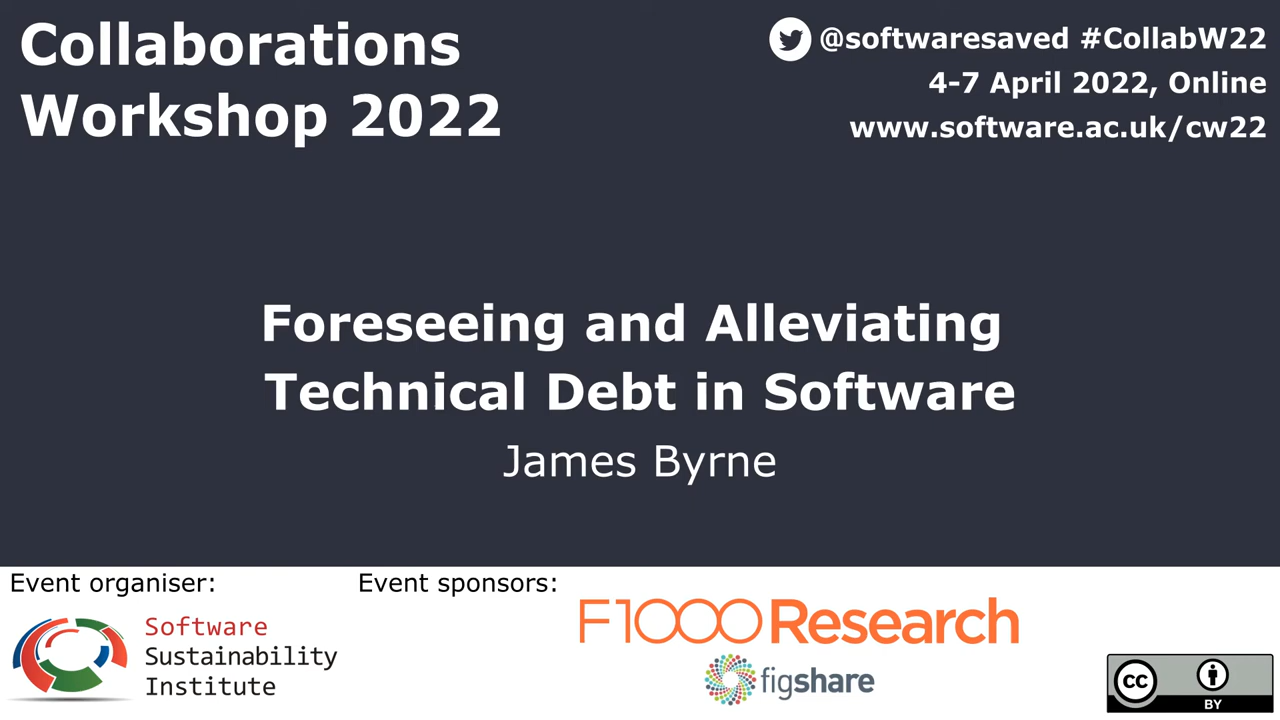 Collaborations
Workshop 2022
@softwaresaved #CollabW22
4-7 April 2022, Online
www.software.ac.uk/cw22
Foreseeing and Alleviating
Technical Debt in Software
James Byrne
Event organiser:
Software
Sustainability
Institute
Event sponsors:
F1000Research
figshare
cc
BY